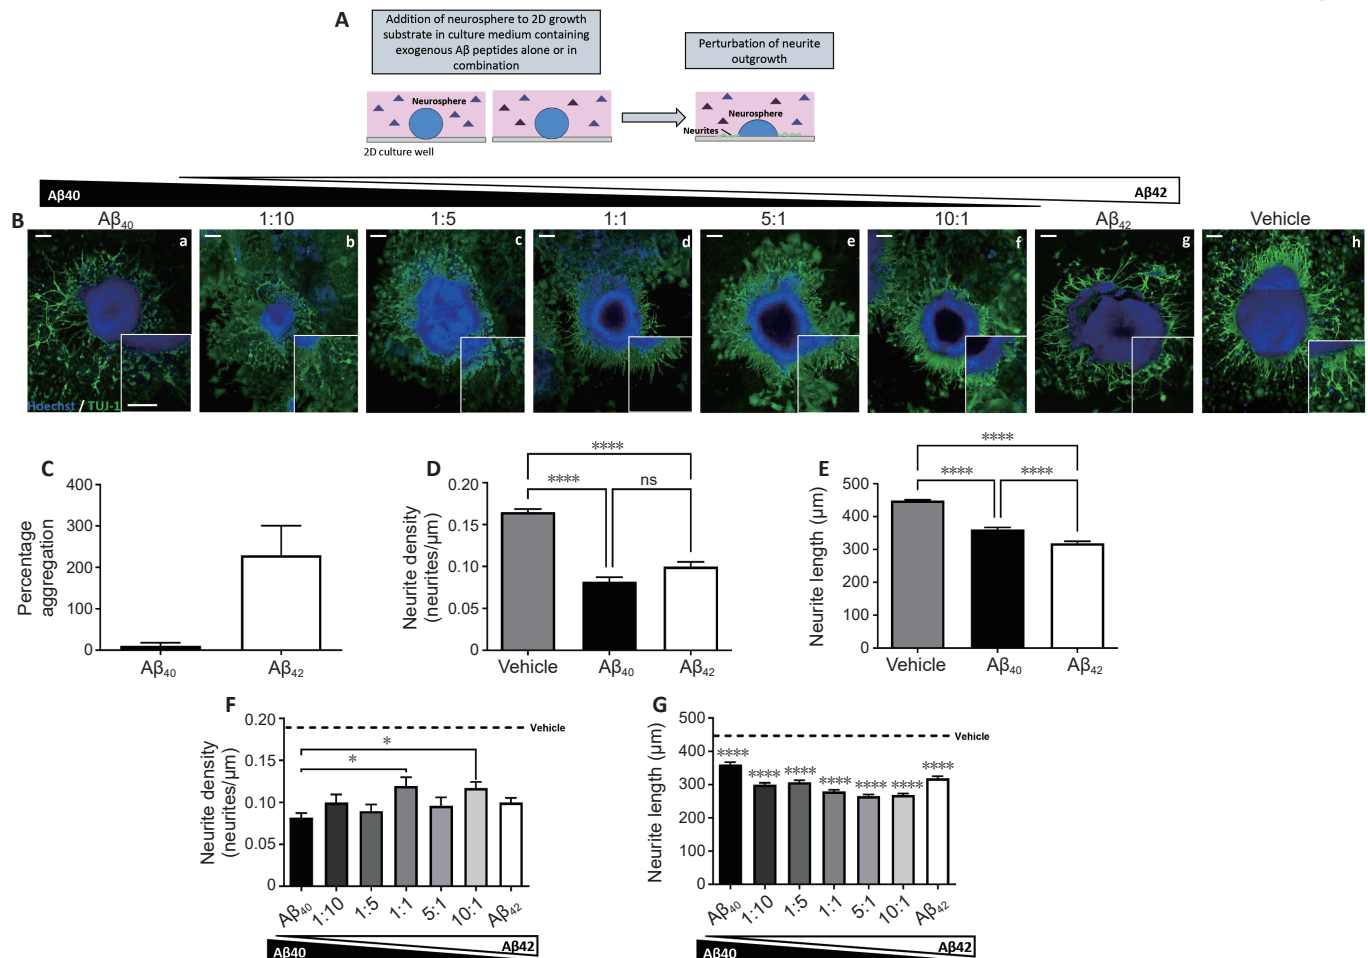 A
Addition of neurosphere to 2D growth
substrate in culture medium containing
exogenous Aβ peptides alone or in
combination
Perturbation of neurite
outgrowth
Neurosphere
Neurosphere
Neurites
2D culture well
Aβ40
Aβ42
B
Aβ40 1:10 1:5 1:1 5:1 10:1 Aβ42 Vehicle
a b c d e f g h
Hoechst / TUJ-1
C
Percentage
aggregation
400
300
200
100
0
Aβ40 Aβ42
D
Neurite density
(neurites/µm)
0.20
0.15
0.10
0.05
0
****
**** ns
Vehicle Aβ40 Aβ42
E
Neurite length (µm)
500
400
300
200
100
0
****
**** ****
Vehicle Aβ40 Aβ42
F
Neurite density
(neurites/µm)
0.20
0.15
0.10
0.05
0
Vehicle
*
*
Aβ40 1:10 1:5 1:1 5:1 10:1 Aβ42
Aβ42
Aβ40
G
Neurite length (µm)
500
400
300
200
100
0
Vehicle
**** **** **** **** **** **** ****
Aβ40 1:10 1:5 1:1 5:1 10:1 Aβ42
Aβ42
Aβ40